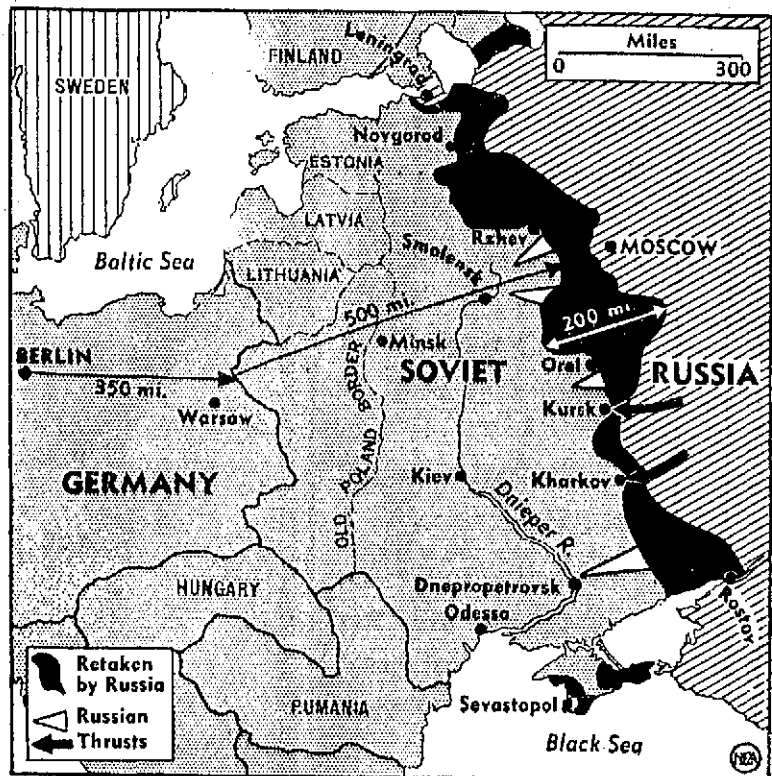 Miles
0 300
SWEDEN
FINLAND
Leningrad
Novgorod
ESTONIA
LATVIA
LITHUANIA
Baltic Sea
Rzhev
MOSCOW
Smolensk
500 mi.
200 mi.
BERLIN
350 mi.
Warsaw
Minsk
OLD POLAND BORDER
SOVIET RUSSIA
Orel
Kursk
GERMANY
Kiev
Kharkov
Dnieper R.
HUNGARY
Dnepropetrovsk
Odessa
Rostov
RUMANIA
Sevastopol
Black Sea
Retaken
by Russia
Russian
Thrusts
NEA